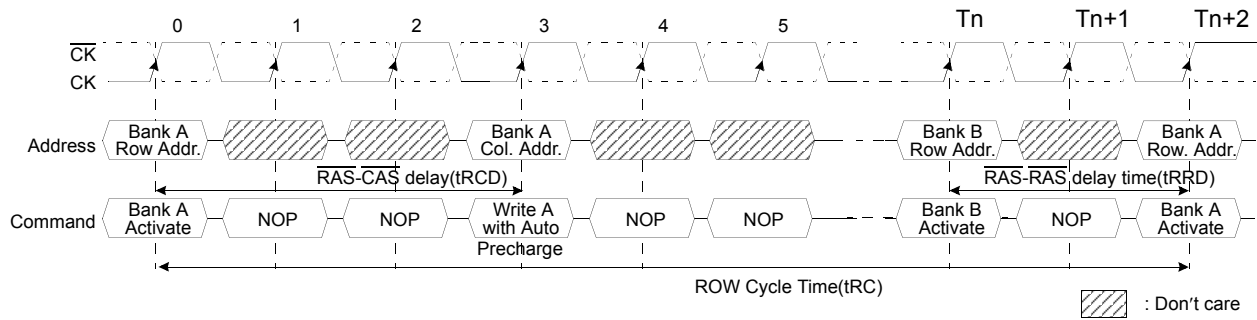 0 1 2 3 4 5 Tn Tn+1 Tn+2
CK
CK
Address
Bank A
Row Addr.
Bank A
Col. Addr.
Bank B
Row Addr.
Bank A
Row. Addr.
RAS-CAS delay(tRCD)
RAS-RAS delay time(tRRD)
Command
Bank A
Activate
NOP
NOP
Write A
with Auto
Precharge
NOP
NOP
Bank B
Activate
NOP
Bank A
Activate
ROW Cycle Time(tRC)
: Don't care